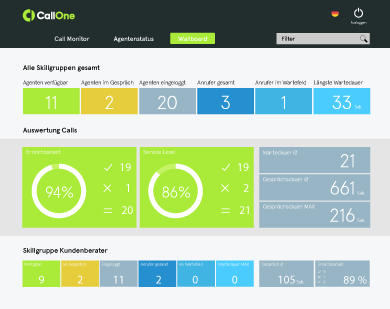 CallOne
Ausloggen
Call Monitor Agentenstatus Wallboard Filter
Alle Skillgruppen gesamt
Agenten verfügbar Agenten im Gespräch Agenten eingeloggt Anrufer gesamt Anrufer im Wartefeld Längste Wartedauer
11 2 20 3 1 33 Sek.
Auswertung Calls
Erreichbarkeit Service Level Wartedauer Ø
94% 19 1 20
86% 19 2 21
21
Gesprächsdauer Ø
661 Sek.
Gesprächsdauer MAX
216 Sek.
Skillgruppe Kundenberater
Verfügbar Im Gespräch Eingeloggt Anrufer gesamt Im Wartefeld Wartedauer MAX Gespräch Ø Erreichbarkeit
9 2 11 2 0 0 105 Sek. 89 %